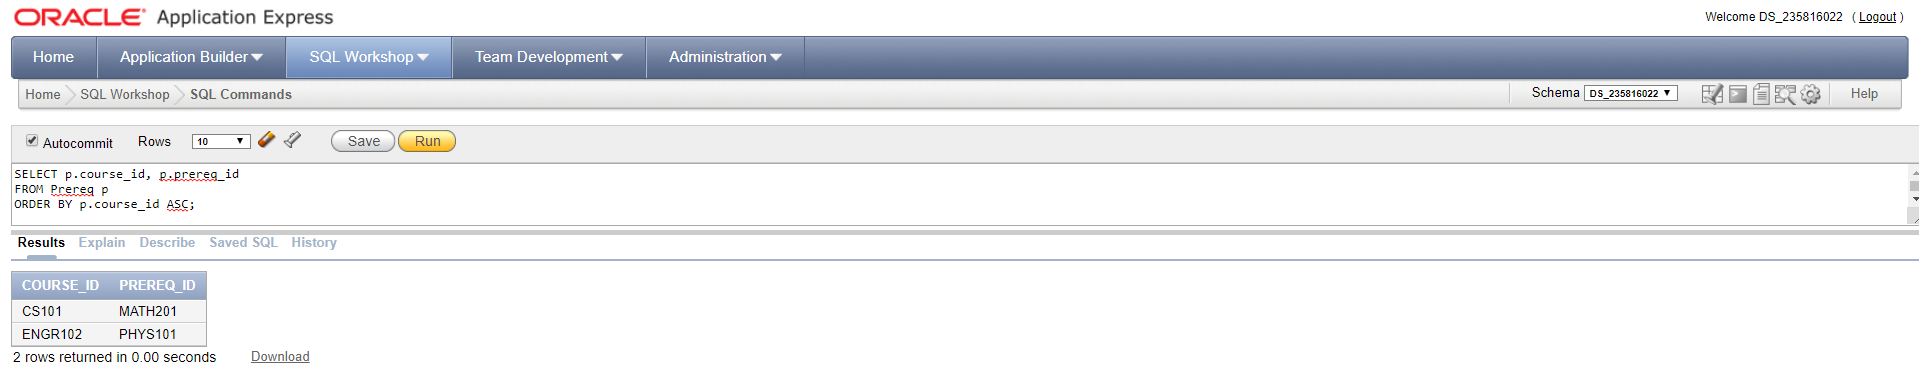 ORACLE® Application Express
Welcome DS_235816022 ( Logout )
Home Application Builder SQL Workshop Team Development Administration
Home SQL Workshop SQL Commands Schema DS_235816022 Help
Autocommit Rows 10 Save Run
SELECT p.course_id, p.prereq_id
FROM Prereq p
ORDER BY p.course_id ASC;
Results Explain Describe Saved SQL History
COURSE_ID PREREQ_ID
CS101 MATH201
ENGR102 PHYS101
2 rows returned in 0.00 seconds Download